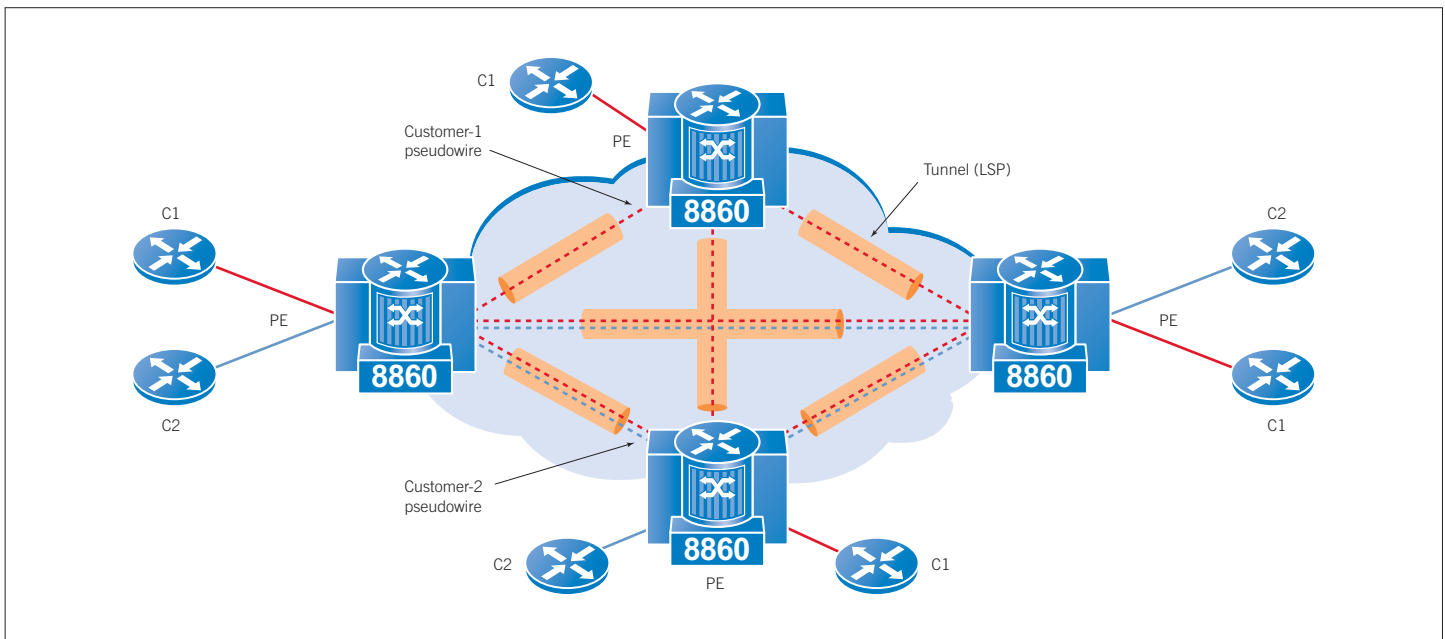 C1
PE
8860
Customer-1
pseudowire
Tunnel (LSP)
C1
C2
PE
8860
C2
PE
8860
C1
Customer-2
pseudowire
C2
8860
PE
C1